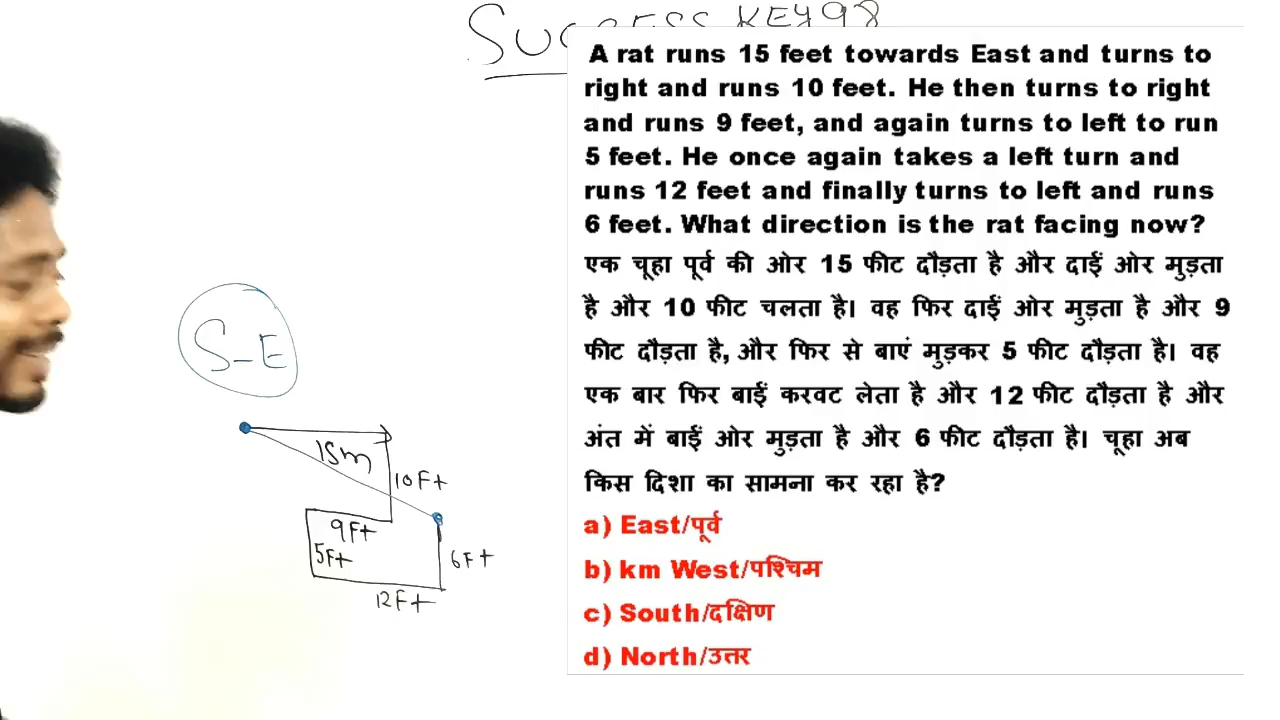 SUCCESS KEY98
A rat runs 15 feet towards East and turns to
right and runs 10 feet. He then turns to right
and runs 9 feet, and again turns to left to run
5 feet. He once again takes a left turn and
runs 12 feet and finally turns to left and runs
6 feet. What direction is the rat facing now?
एक चूहा पूर्व की ओर 15 फीट दौड़ता है और दाईं ओर मुड़ता
है और 10 फीट चलता है। वह फिर दाईं ओर मुड़ता है और 9
फीट दौड़ता है, और फिर से बाएं मुड़कर 5 फीट दौड़ता है। वह
एक बार फिर बाईं करवट लेता है और 12 फीट दौड़ता है और
अंत में बाईं ओर मुड़ता है और 6 फीट दौड़ता है। चूहा अब
किस दिशा का सामना कर रहा है?
a) East/पूर्व
b) km West/पश्चिम
c) South/दक्षिण
d) North/उत्तर
S-E
15m
10Ft
9Ft
5Ft
6Ft
12Ft